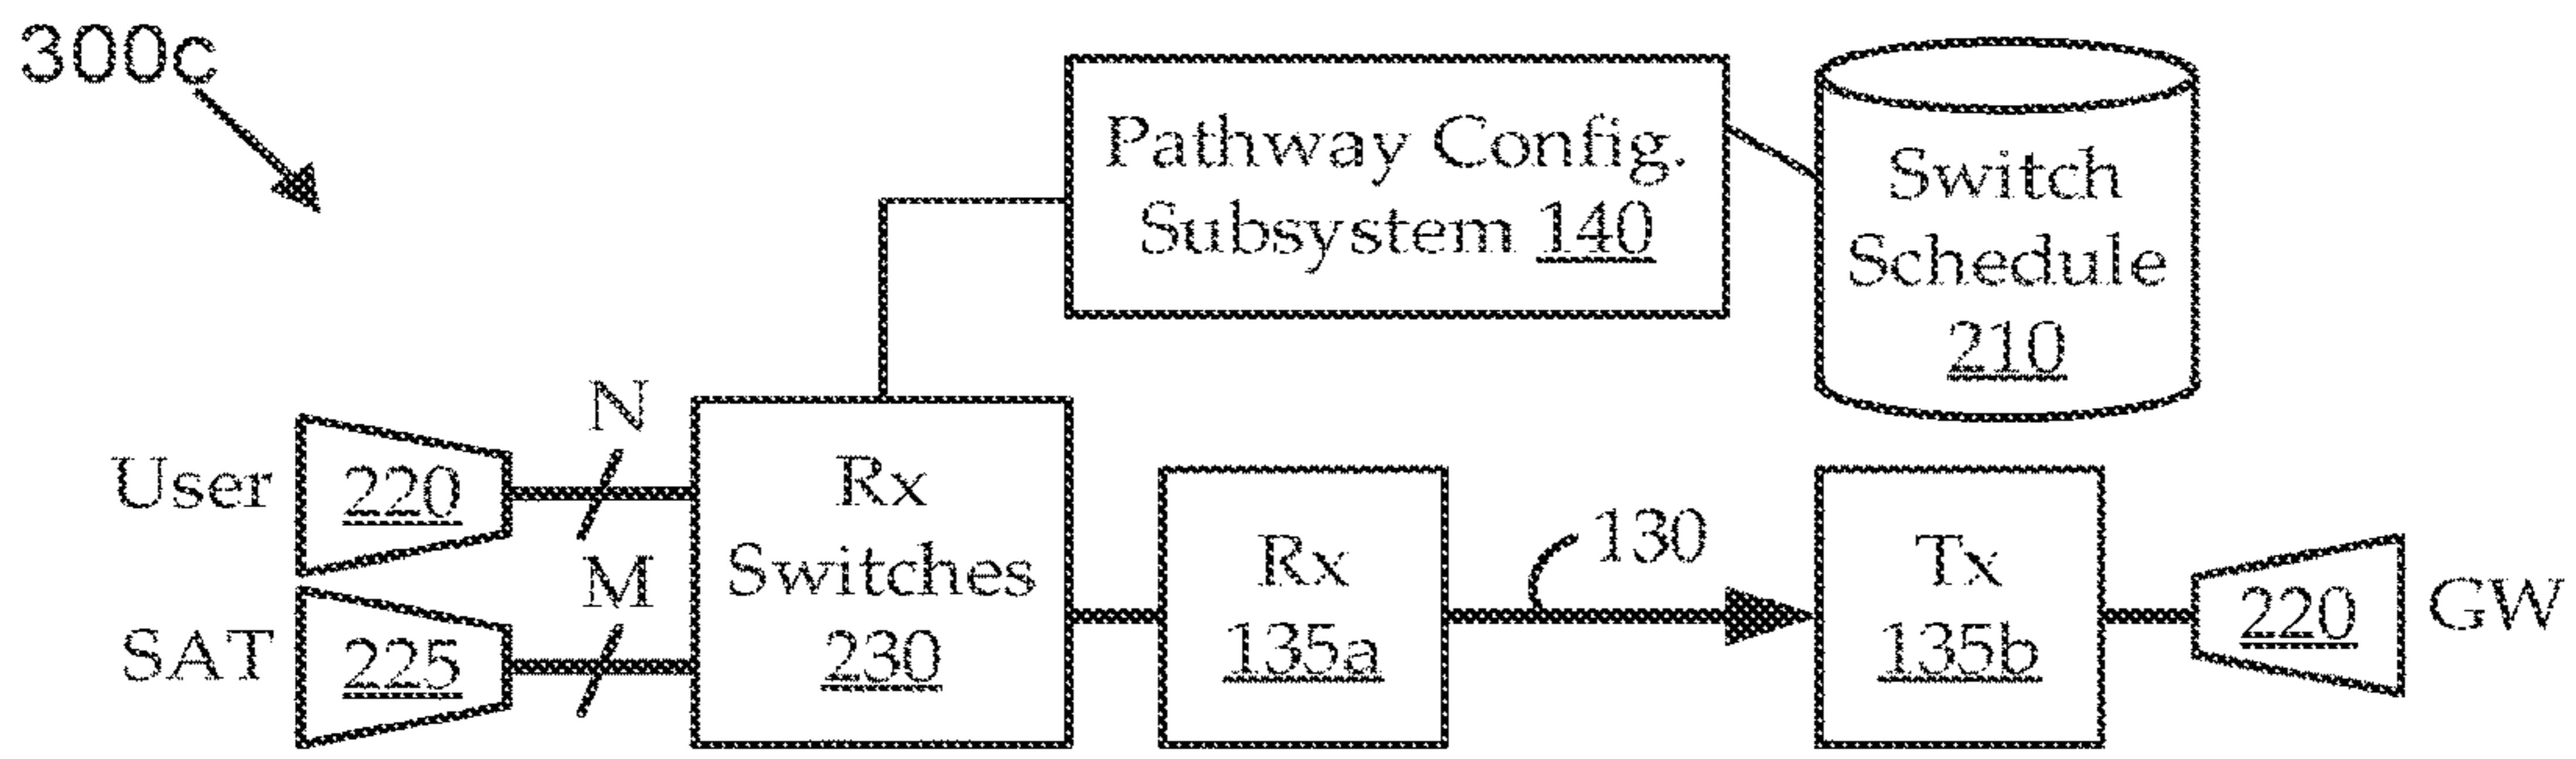 300c
Pathway Config.
Subsystem 140
Switch
Schedule
210
User
220
N
SAT
225
M
Rx
Switches
230
Rx
135a
130
Tx
135b
220
GW